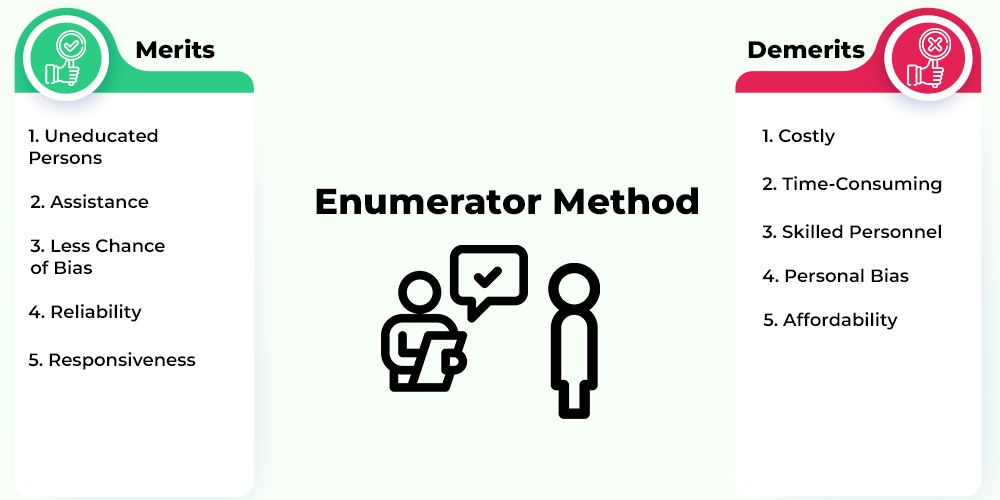 Merits
1. Uneducated
Persons
2. Assistance
3. Less Chance
of Bias
4. Reliability
5. Responsiveness
Enumerator Method
Demerits
1. Costly
2. Time-Consuming
3. Skilled Personnel
4. Personal Bias
5. Affordability